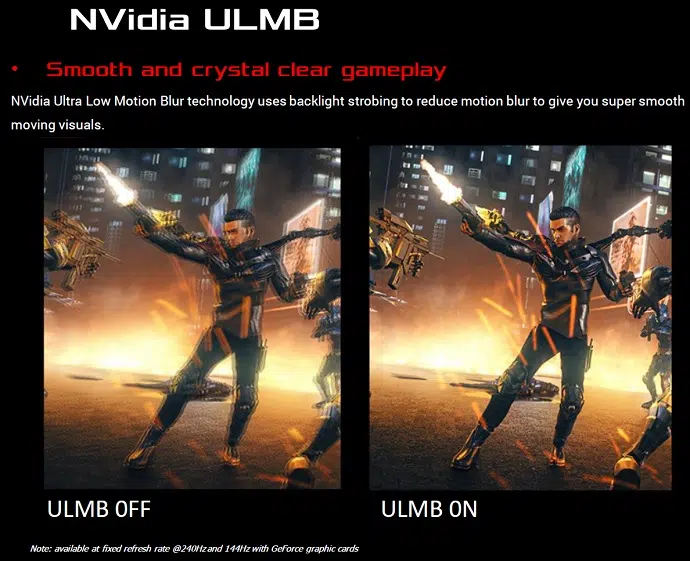 NVidia ULMB
• Smooth and crystal clear gameplay
NVidia Ultra Low Motion Blur technology uses backlight strobing to reduce motion blur to give you super smooth
moving visuals.
ULMB 0FF
ULMB 0N
Note: available at fixed refresh rate @240Hz and 144Hz with GeForce graphic cards